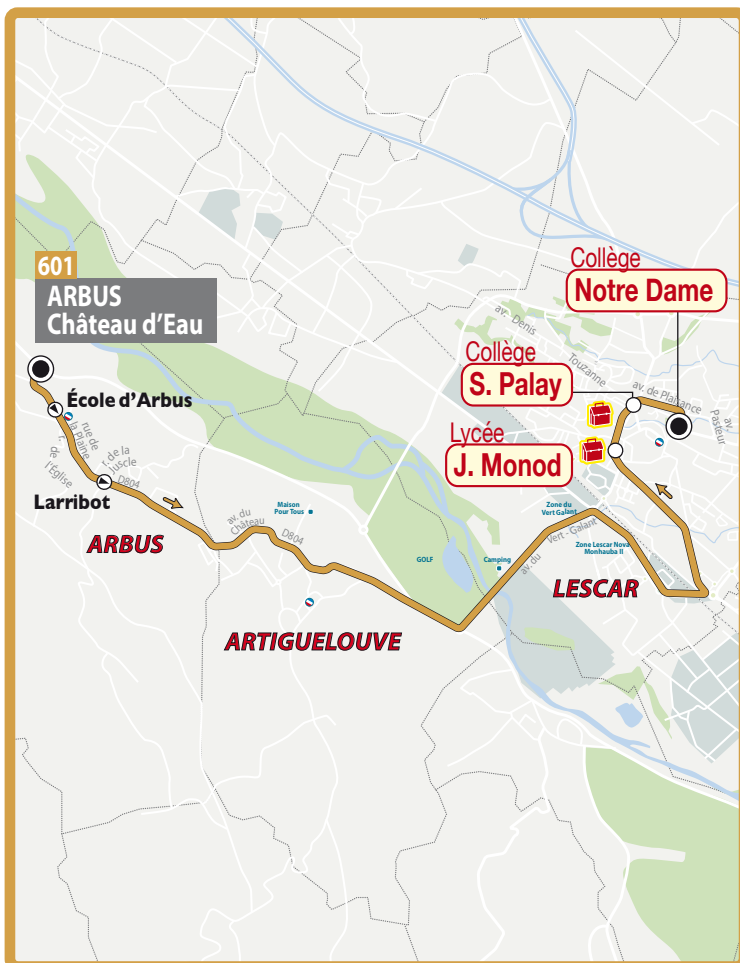 601
ARBUS
Château d'Eau
École d'Arbus
rue de
la Plaine
r. de
l'Église
r. de la
Juscle
D804
Larribot
ARBUS
av. du
Château
D804
Maison
Pour Tous
ARTIGUELOUVE
GOLF
Camping
av. du
Vert - Galant
Zone du
Vert Galant
Zone Lescar Nova
Monhauba II
LESCAR
Collège
Notre Dame
av. Denis
Touzanne
Collège
S. Palay
av. de Plaisance
av.
Pasteur
Lycée
J. Monod